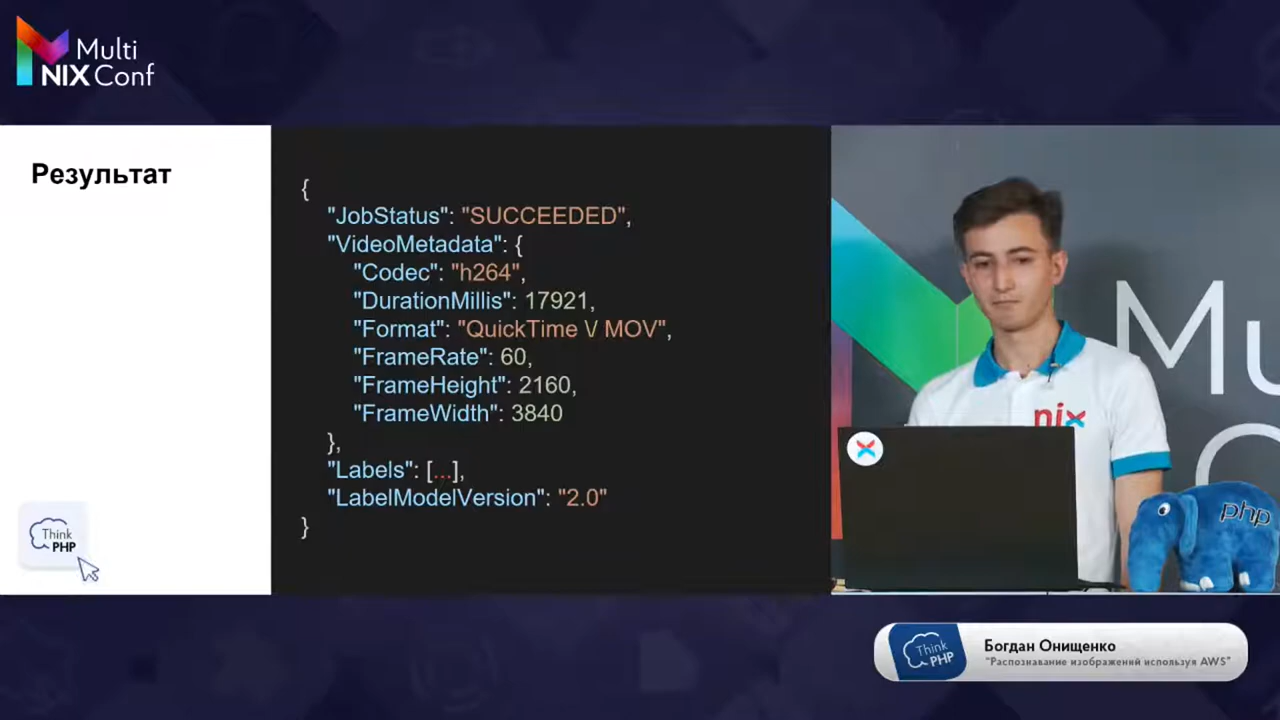 Multi
NIX Conf
Результат
{
"JobStatus": "SUCCEEDED",
"VideoMetadata": {
"Codec": "h264",
"DurationMillis": 17921,
"Format": "QuickTime \/ MOV",
"FrameRate": 60,
"FrameHeight": 2160,
"FrameWidth": 3840
},
"Labels": [...],
"LabelModelVersion": "2.0"
}
Think
PHP
Mu
nix
php
Think
PHP
Богдан Онищенко
"Распознавание изображений используя AWS"